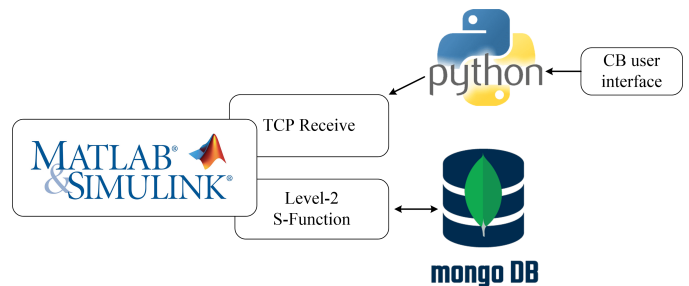 python
CB user
interface
TCP Receive
MATLAB®
&SIMULINK®
Level-2
S-Function
mongo DB